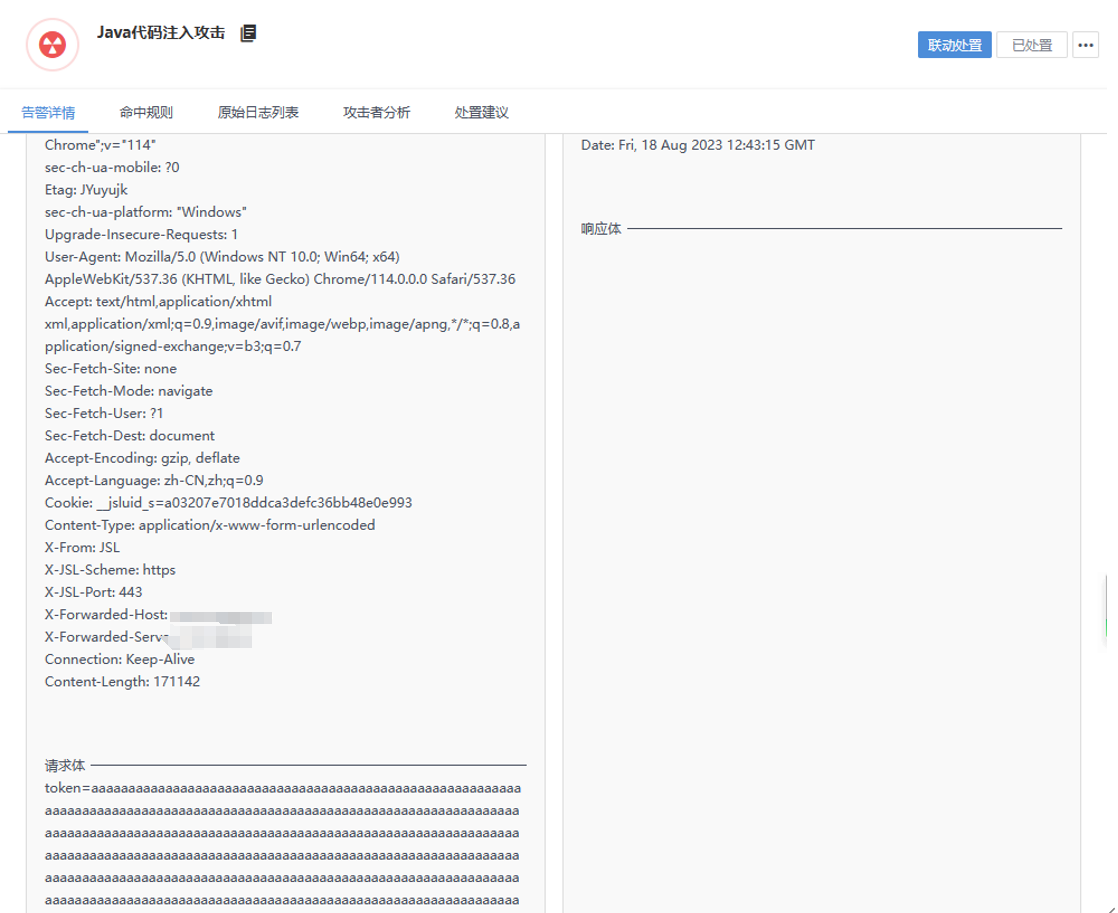 Java代码注入攻击
联动处置
已处置
告警详情
命中规则
原始日志列表
攻击者分析
处置建议
Chrome";v="114"
sec-ch-ua-mobile: ?0
Etag: JYuyujk
sec-ch-ua-platform: "Windows"
Upgrade-Insecure-Requests: 1
User-Agent: Mozilla/5.0 (Windows NT 10.0; Win64; x64)
AppleWebKit/537.36 (KHTML, like Gecko) Chrome/114.0.0.0 Safari/537.36
Accept: text/html,application/xhtml
xml,application/xml;q=0.9,image/avif,image/webp,image/apng,*/*;q=0.8,a
pplication/signed-exchange;v=b3;q=0.7
Sec-Fetch-Site: none
Sec-Fetch-Mode: navigate
Sec-Fetch-User: ?1
Sec-Fetch-Dest: document
Accept-Encoding: gzip, deflate
Accept-Language: zh-CN,zh;q=0.9
Cookie: __jsluid_s=a03207e7018ddca3defc36bb48e0e993
Content-Type: application/x-www-form-urlencoded
X-From: JSL
X-JSL-Scheme: https
X-JSL-Port: 443
X-Forwarded-Host:
X-Forwarded-Serv
Connection: Keep-Alive
Content-Length: 171142
请求体
token=aaaaaaaaaaaaaaaaaaaaaaaaaaaaaaaaaaaaaaaaaaaaaaaaaaaaaaaaaaa
aaaaaaaaaaaaaaaaaaaaaaaaaaaaaaaaaaaaaaaaaaaaaaaaaaaaaaaaaaaaaaaaa
aaaaaaaaaaaaaaaaaaaaaaaaaaaaaaaaaaaaaaaaaaaaaaaaaaaaaaaaaaaaaaaaa
aaaaaaaaaaaaaaaaaaaaaaaaaaaaaaaaaaaaaaaaaaaaaaaaaaaaaaaaaaaaaaaaa
aaaaaaaaaaaaaaaaaaaaaaaaaaaaaaaaaaaaaaaaaaaaaaaaaaaaaaaaaaaaaaaaa
aaaaaaaaaaaaaaaaaaaaaaaaaaaaaaaaaaaaaaaaaaaaaaaaaaaaaaaaaaaaaaaaa
Date: Fri, 18 Aug 2023 12:43:15 GMT
响应体